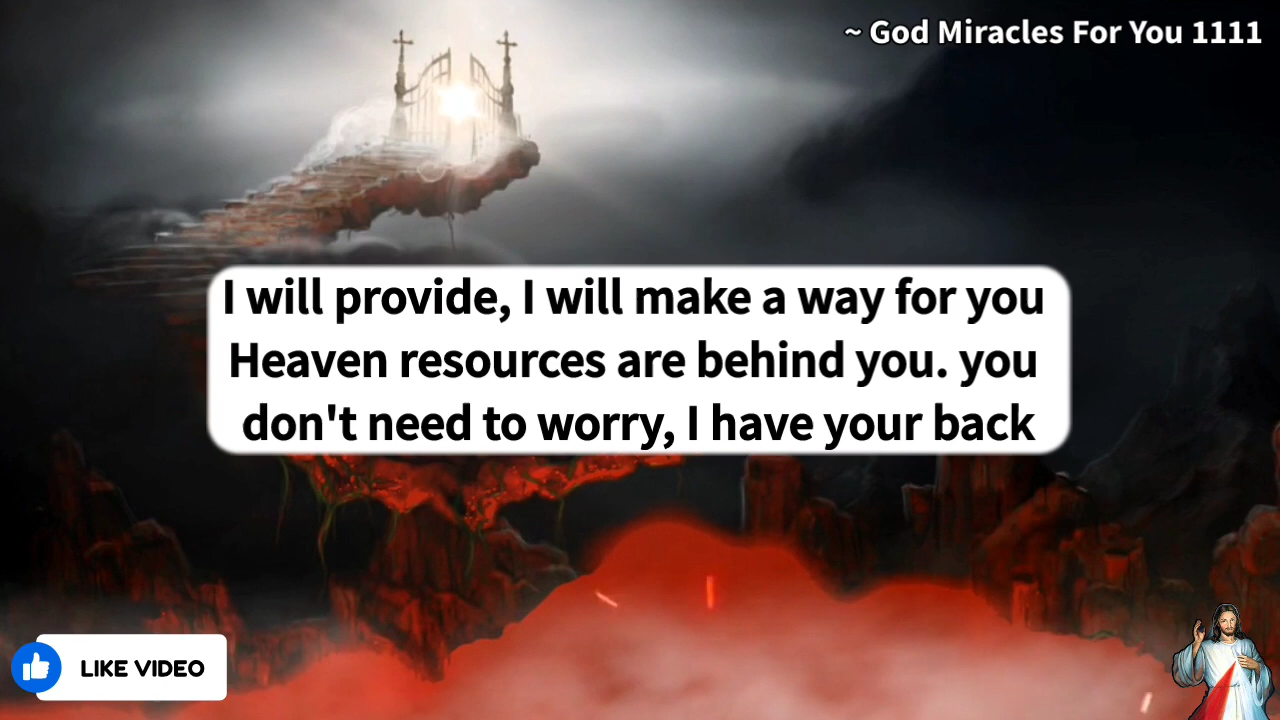 ~ God Miracles For You 1111
I will provide, I will make a way for you
Heaven resources are behind you. you
don't need to worry, I have your back
LIKE VIDEO